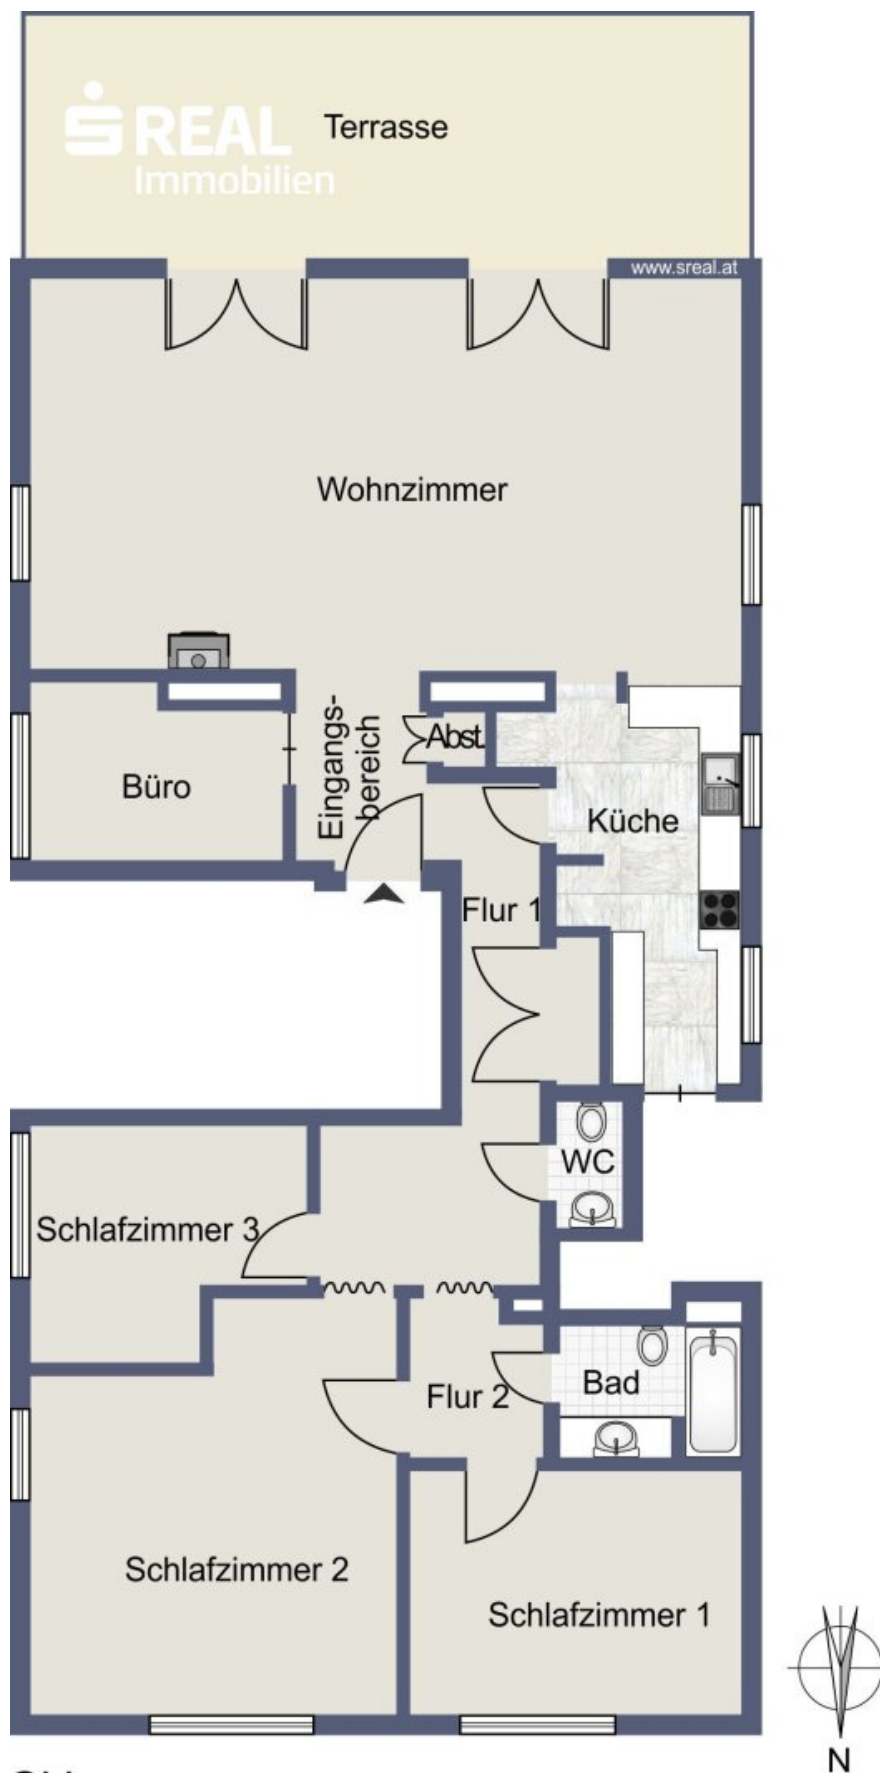 S REAL
Immobilien
Terrasse
www.sreal.at
Wohnzimmer
Eingangs-
bereich
Abst.
Büro
Küche
Flur 1
WC
Schlafzimmer 3
Bad
Flur 2
Schlafzimmer 2
Schlafzimmer 1
N